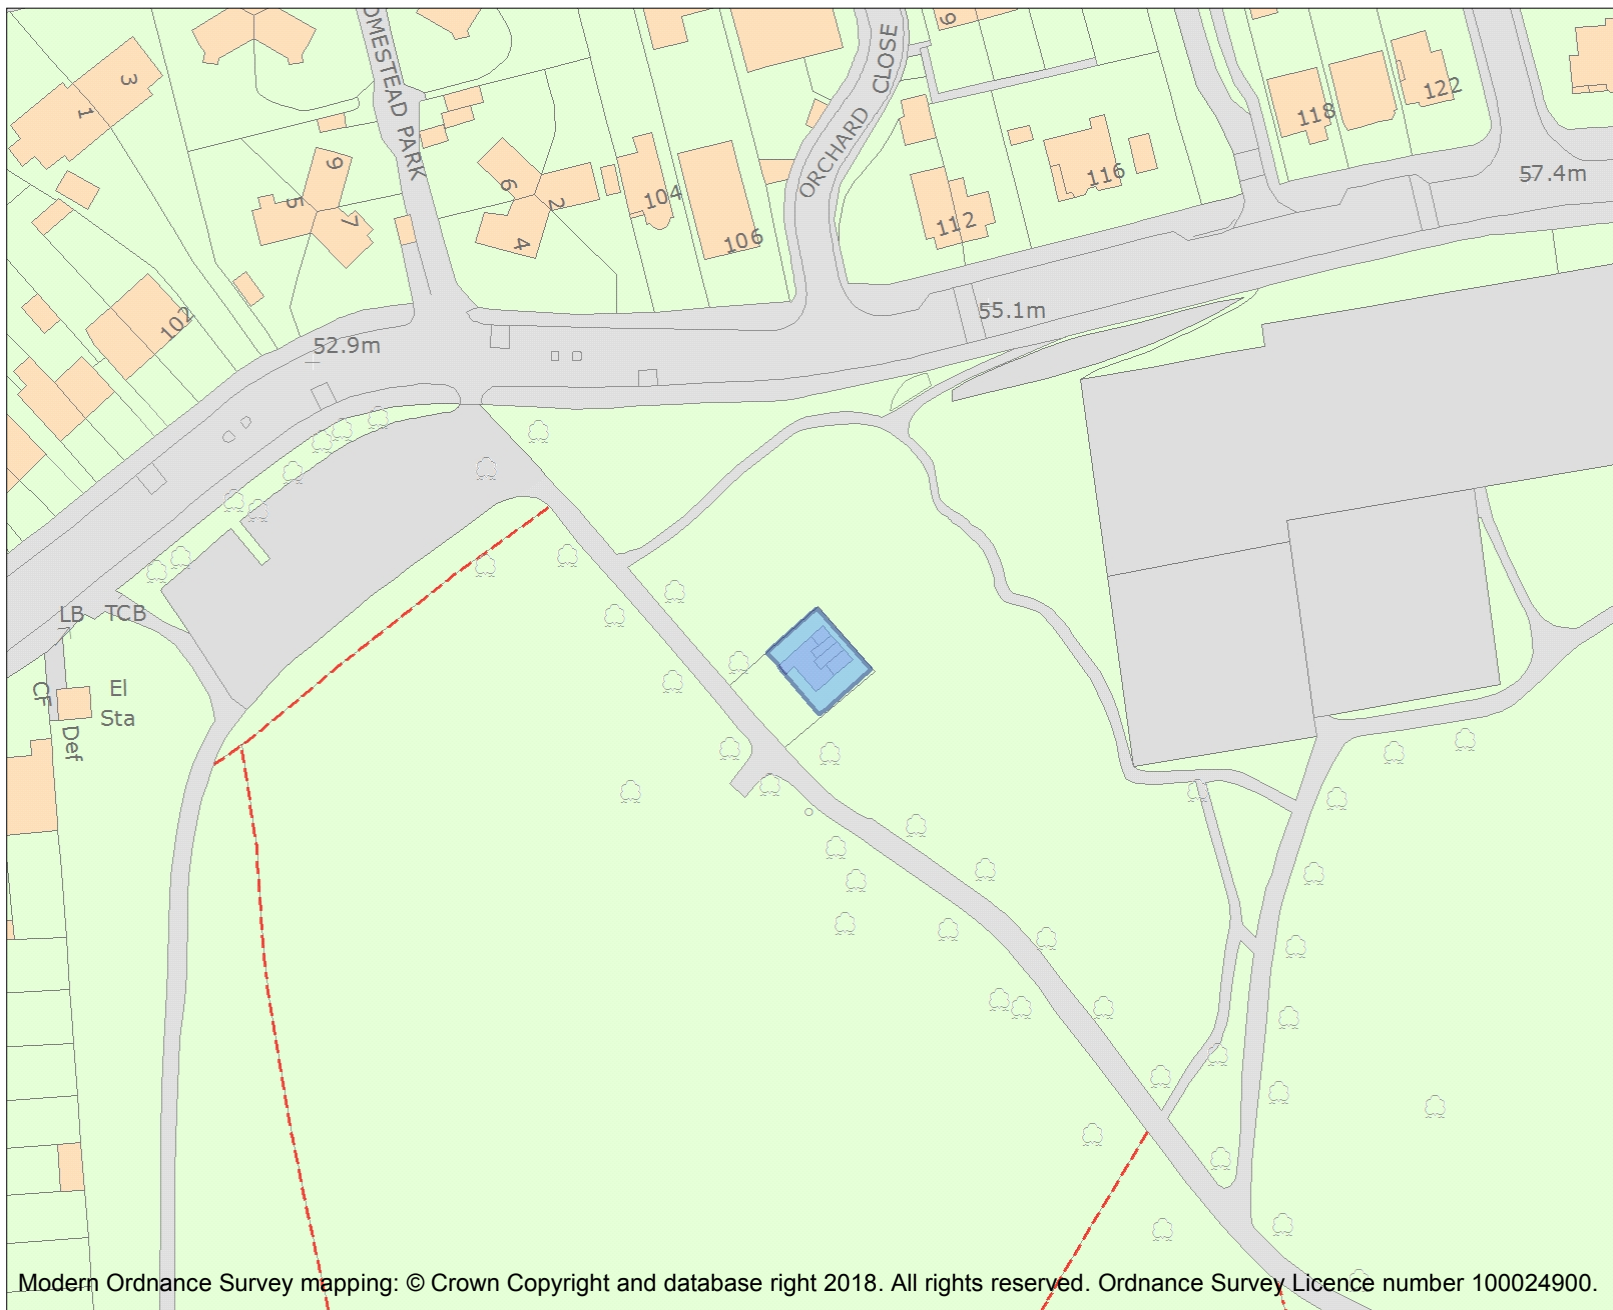 OMESTEAD PARK
ORCHARD CLOSE
9
3
1
9
5
7
6
2
4
104
106
102
112
116
118
122
57.4m
55.1m
52.9m
LB
TCB
El
Sta
CF
Def
Modern Ordnance Survey mapping: © Crown Copyright and database right 2018. All rights reserved. Ordnance Survey Licence number 100024900.